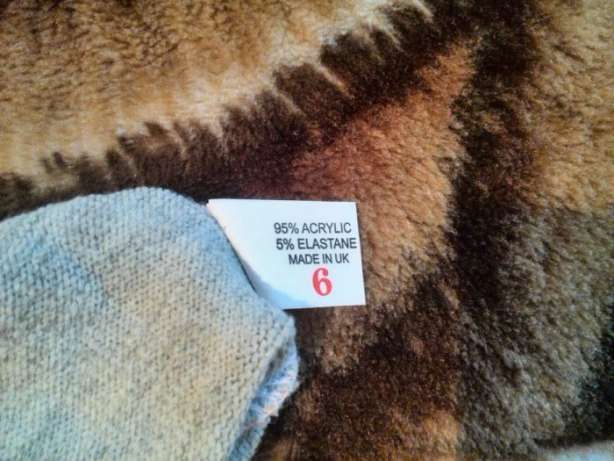 95% ACRYLIC
5% ELASTANE
MADE IN UK
6